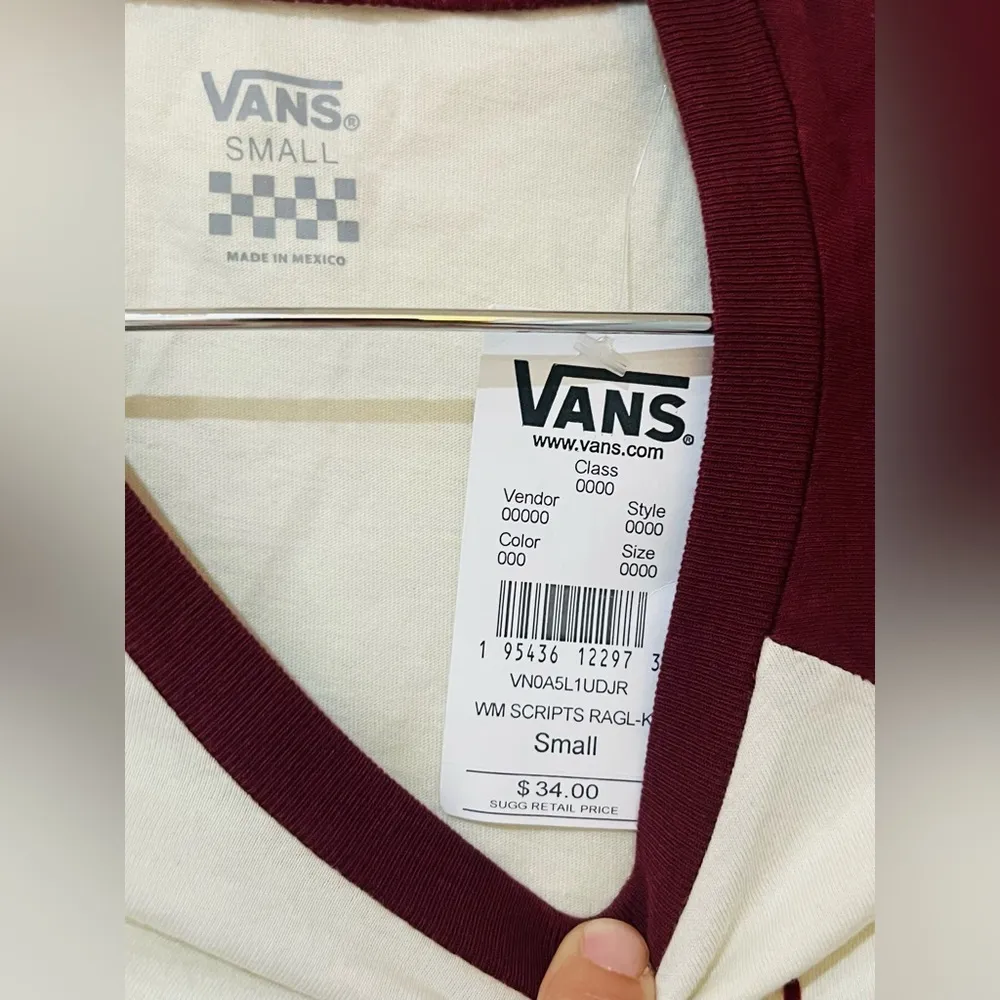 VANS®
SMALL
MADE IN MEXICO
VANS®
www.vans.com
Class
0000
Vendor
00000
Style
0000
Color
000
Size
0000
1 95436 12297 3
VN0A5L1UDJR
WM SCRIPTS RAGL-K
Small
$ 34.00
SUGG RETAIL PRICE